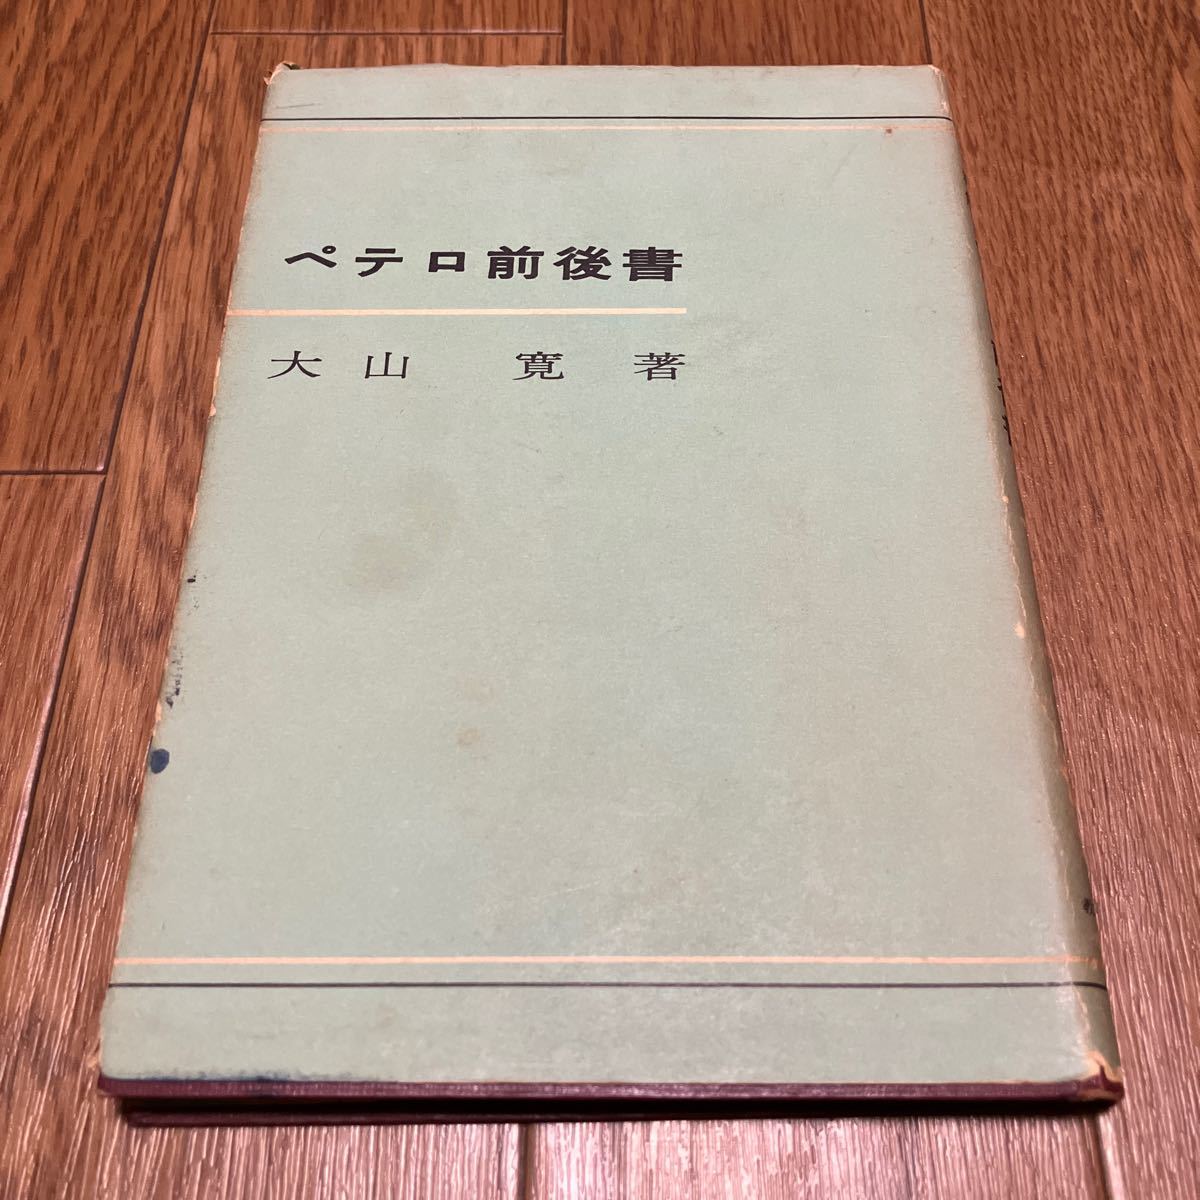 ペテロ前後書
大山 寛 著